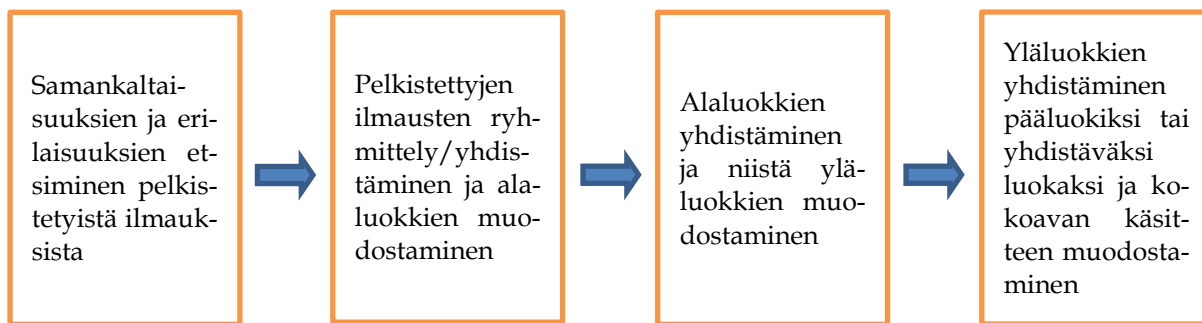 Samankaltai-
suuksien ja eri-
laisuuksien et-
siminen pelkis-
tetyistä ilmauk-
sista
Pelkistettyjen
ilmausten ryh-
mittely/yhdis-
täminen ja ala-
luokkien muo-
dostaminen
Alaluokkien
yhdistäminen
ja niistä ylä-
luokkien muo-
dostaminen
Yläluokkien
yhdistäminen
pääluokiksi tai
yhdistäväksi
luokaksi ja ko-
koavan käsit-
teen muodosta-
minen